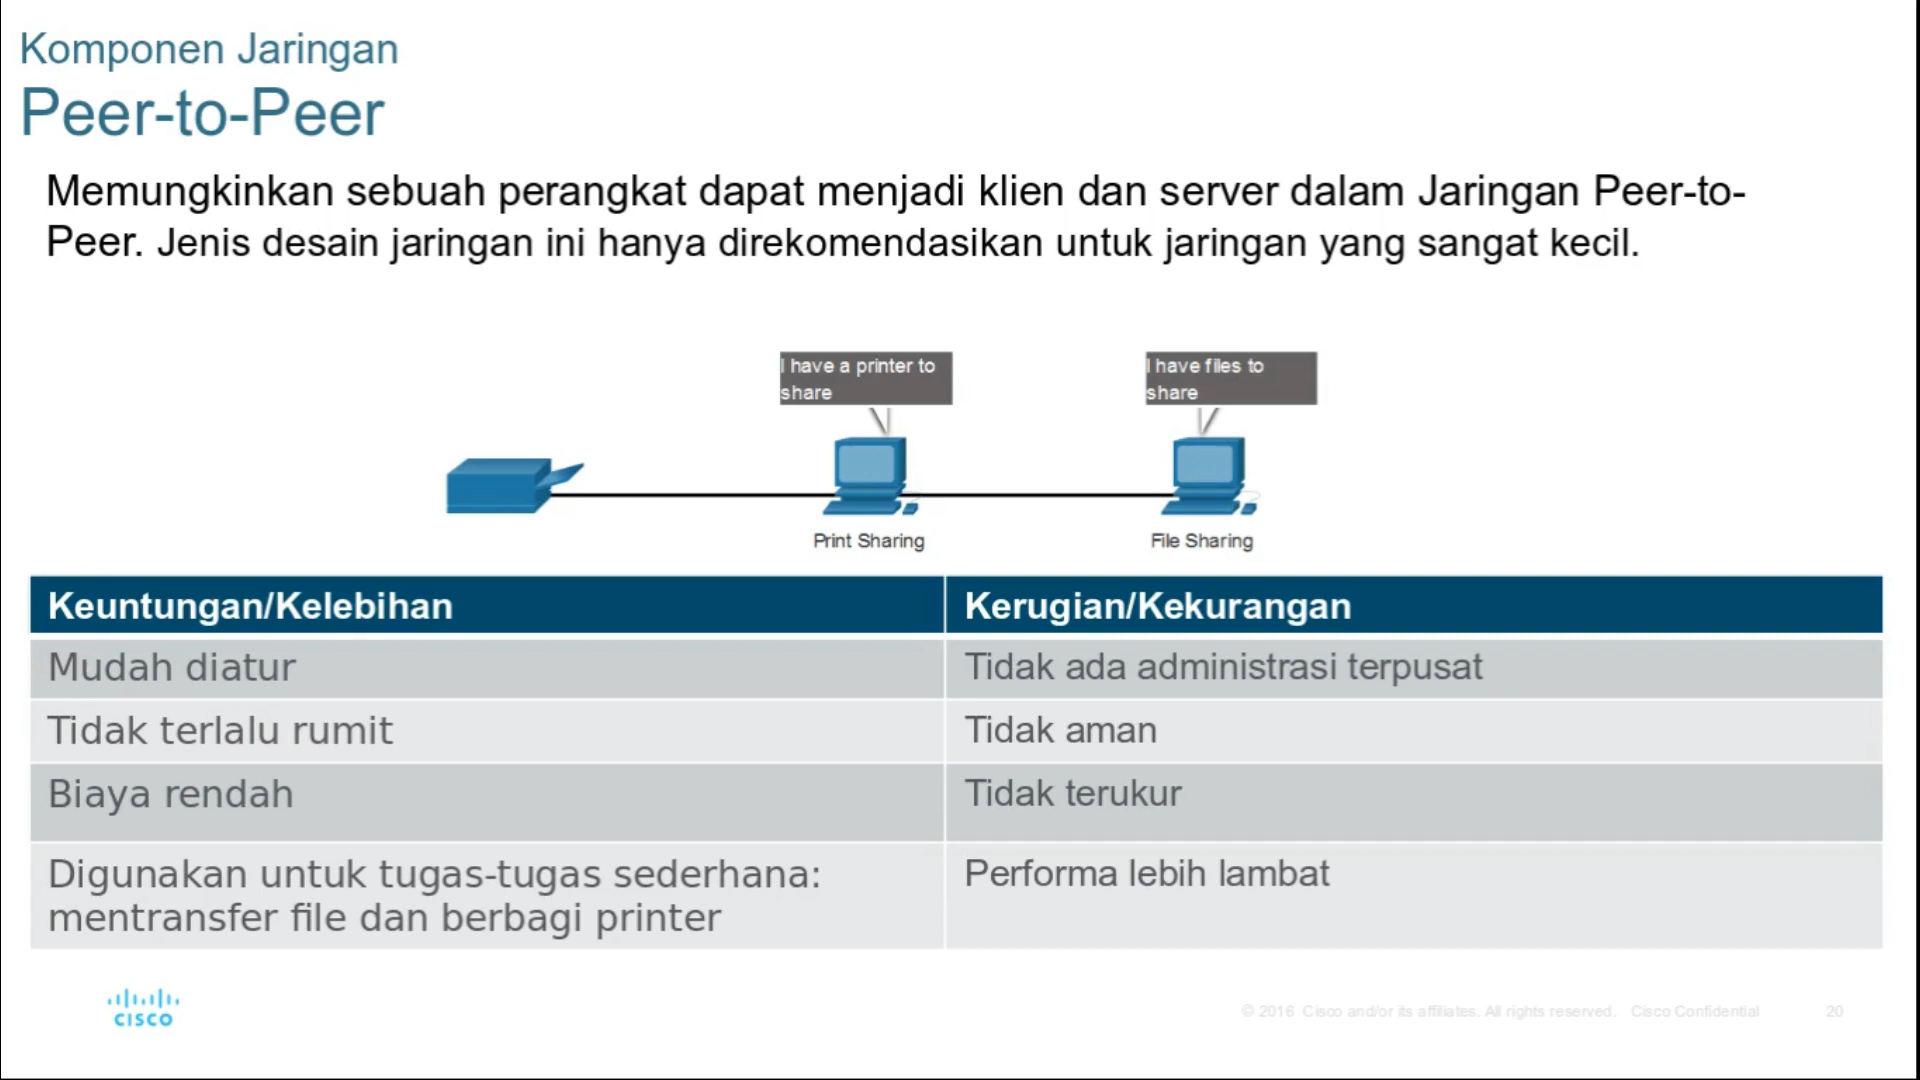 Komponen Jaringan
Peer-to-Peer
Memungkinkan sebuah perangkat dapat menjadi klien dan server dalam Jaringan Peer-to-
Peer. Jenis desain jaringan ini hanya direkomendasikan untuk jaringan yang sangat kecil.
I have a printer to
share
I have files to
share
Print Sharing
File Sharing
Keuntungan/Kelebihan
Kerugian/Kekurangan
Mudah diatur
Tidak ada administrasi terpusat
Tidak terlalu rumit
Tidak aman
Biaya rendah
Tidak terukur
Digunakan untuk tugas-tugas sederhana:
mentransfer file dan berbagi printer
Performa lebih lambat
CISCO
© 2016 Cisco and/or its affiliates. All rights reserved. Cisco Confidential
20